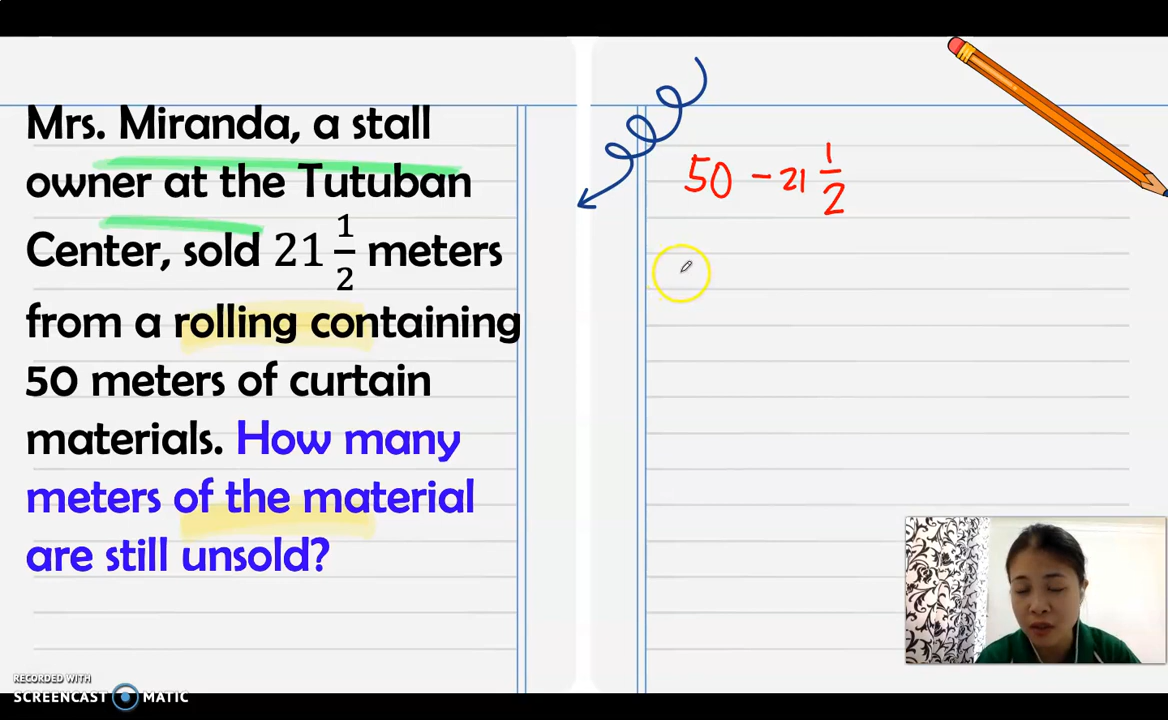 Mrs. Miranda, a stall
owner at the Tutuban
Center, sold 21 1/2 meters
from a rolling containing
50 meters of curtain
materials. How many
meters of the material
are still unsold?
50 - 21 1/2
RECORDED WITH
SCREENCAST MATIC